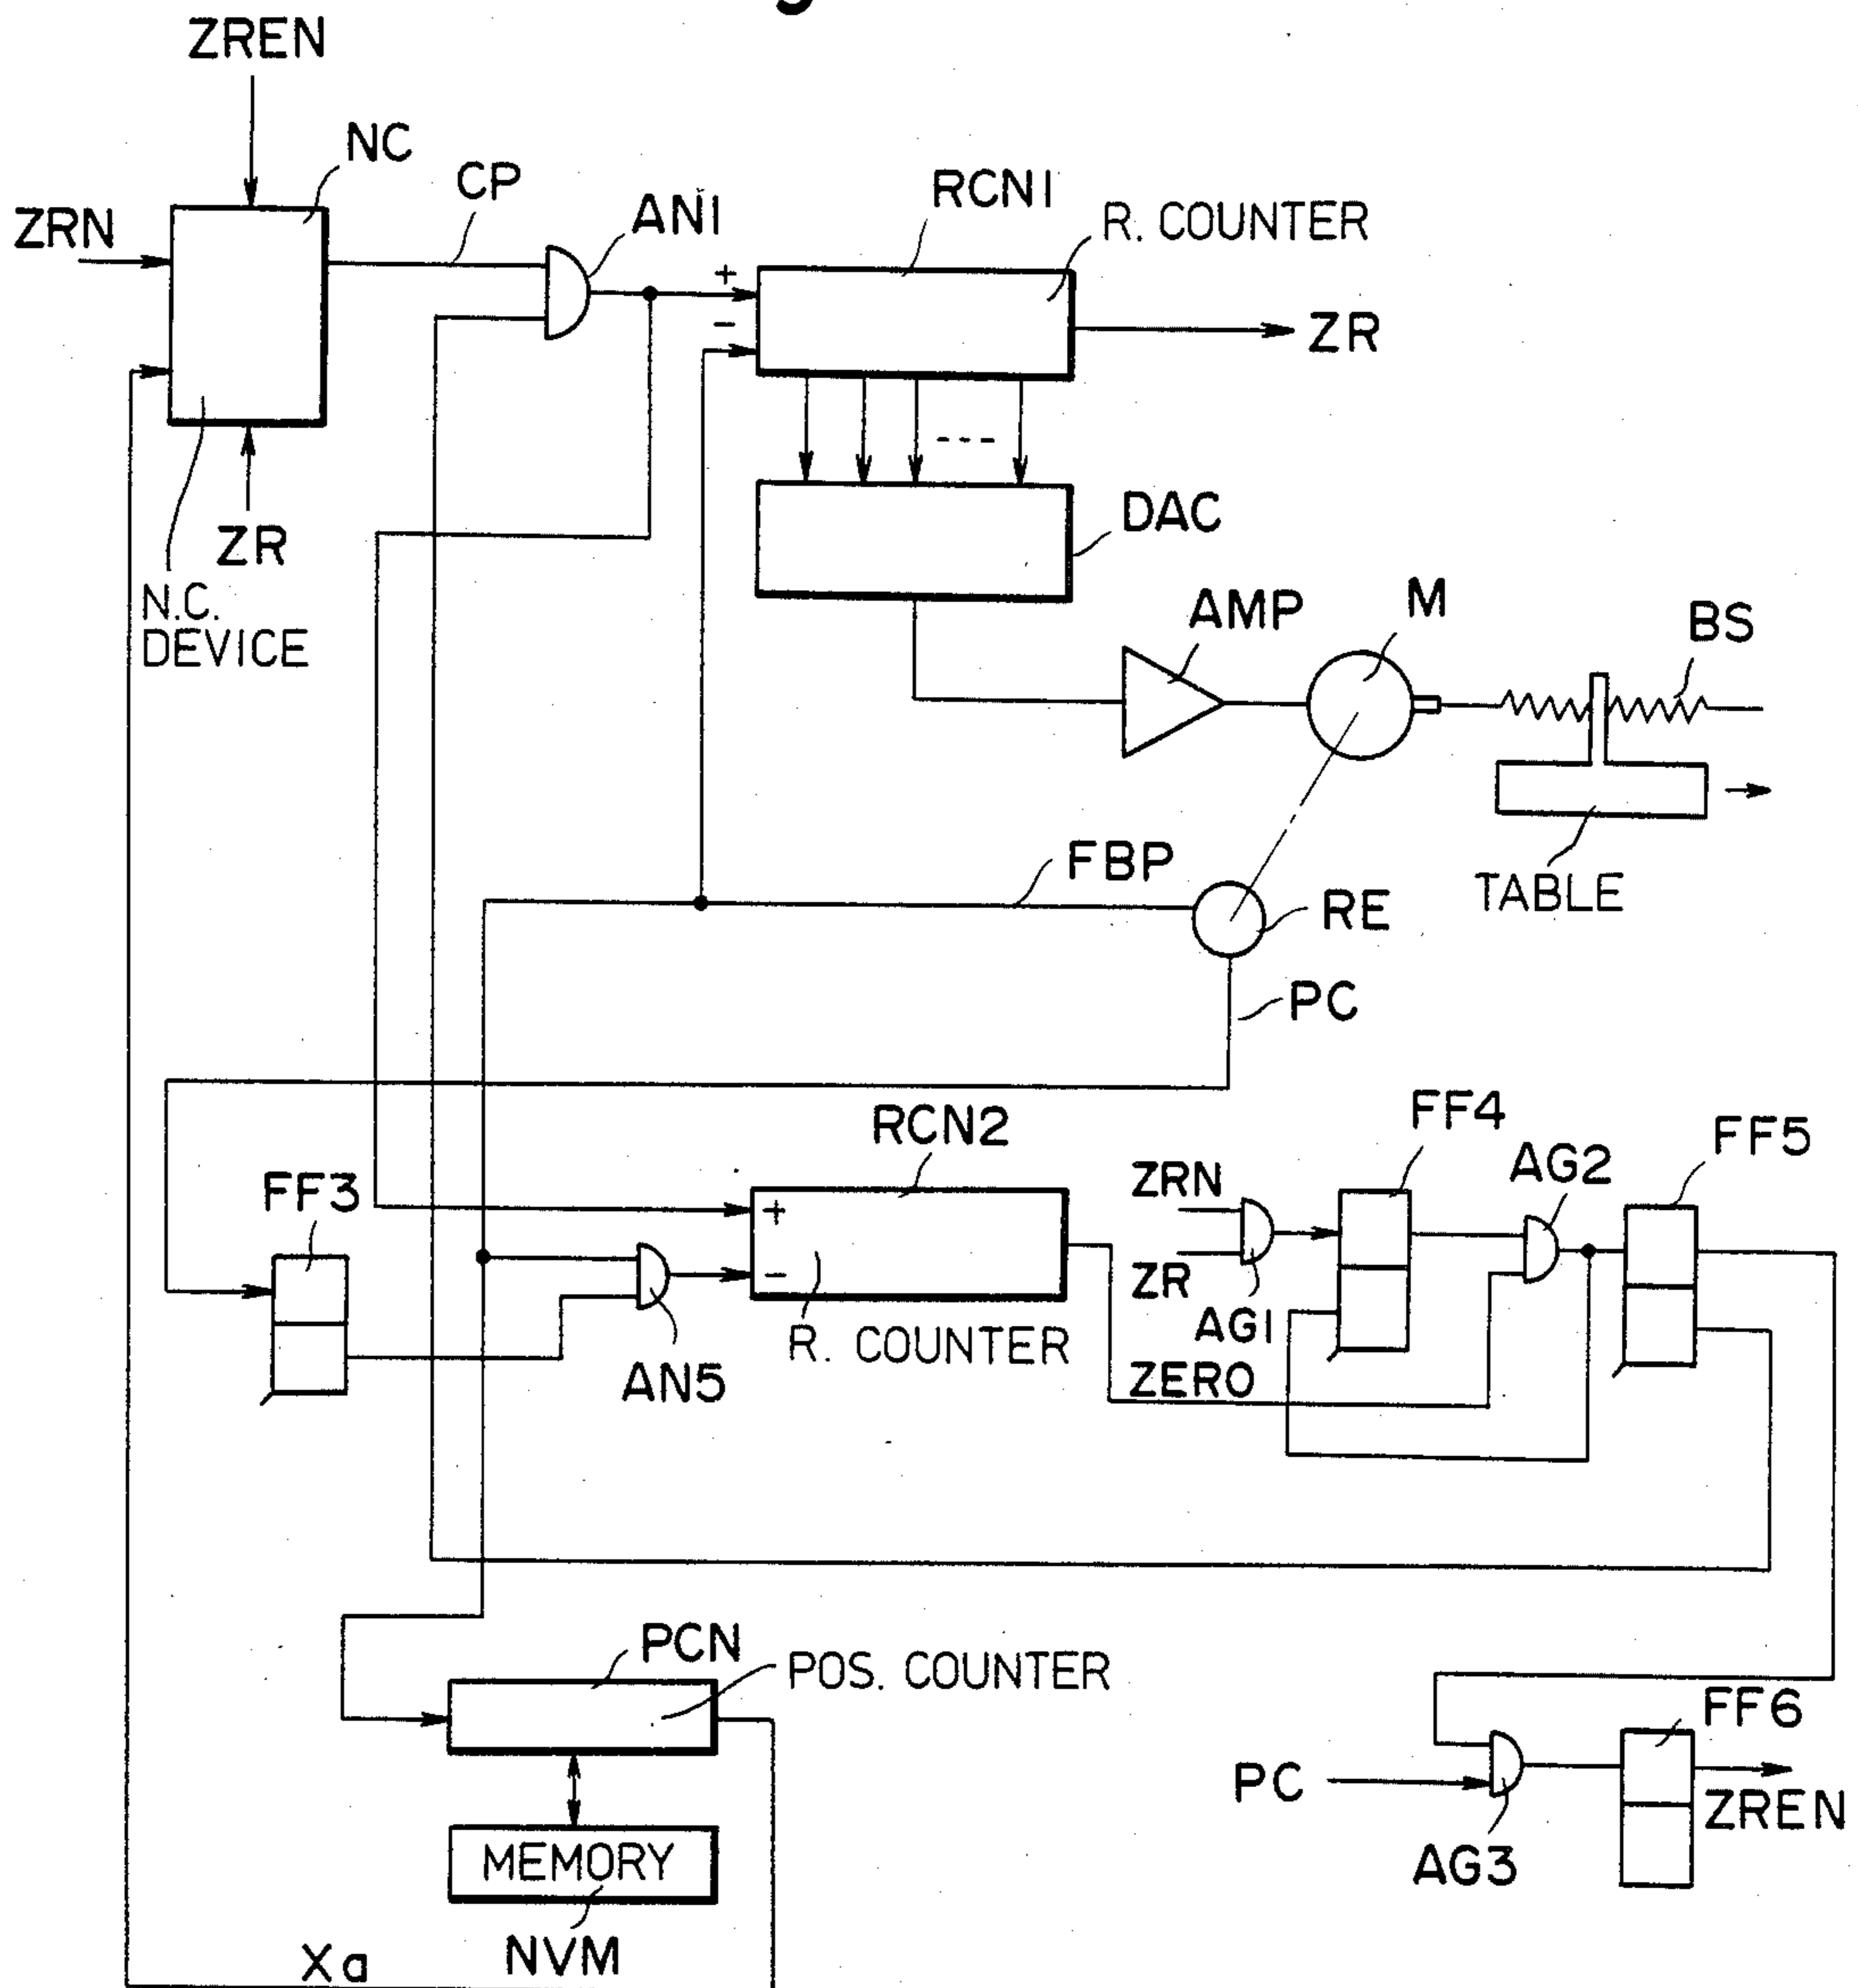 ZREN
NC
CP
AN1
RCN1
R. COUNTER
ZRN
+
-
ZR
ZR
---
DAC
N.C.
DEVICE
AMP
M
BS
TABLE
FBP
RE
PC
RCN2
FF4
FF5
AG2
FF3
ZRN
+
-
ZR
AG1
R. COUNTER
AN5
ZERO
PCN
POS. COUNTER
FF6
PC
ZREN
MEMORY
AG3
NVM
Xa